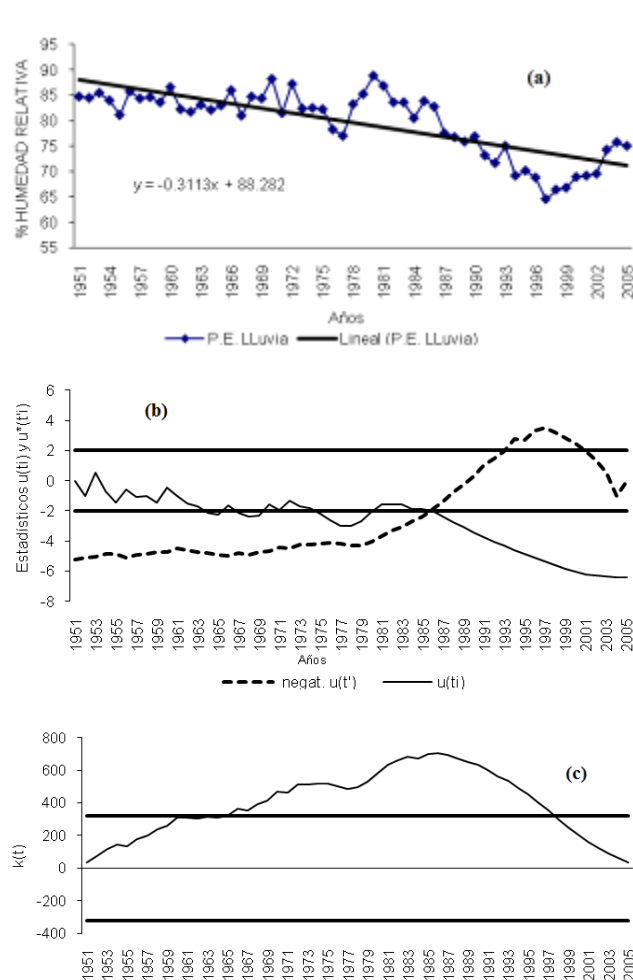 (a)
% HUMEDAD RELATIVA
95
90
85
80
75
70
65
60
55
y = -0.3113x + 88.282
1951 1954 1957 1960 1963 1966 1969 1972 1975 1978 1981 1984 1987 1990 1993 1996 1999 2002 2005
Años
P.E. LLuvia Lineal (P.E. LLuvia)
(b)
Estadísticos u(ti) y u*(t'i)
6
4
2
0
-2
-4
-6
-8
1951 1953 1955 1957 1959 1961 1963 1965 1967 1969 1971 1973 1975 1977 1979 1981 1983 1985 1987 1989 1991 1993 1995 1997 1999 2001 2003 2005
Años
negat. u(t') u(ti)
(c)
k(t)
800
600
400
200
0
-200
-400
1951 1953 1955 1957 1959 1961 1963 1965 1967 1969 1971 1973 1975 1977 1979 1981 1983 1985 1987 1989 1991 1993 1995 1997 1999 2001 2003 2005